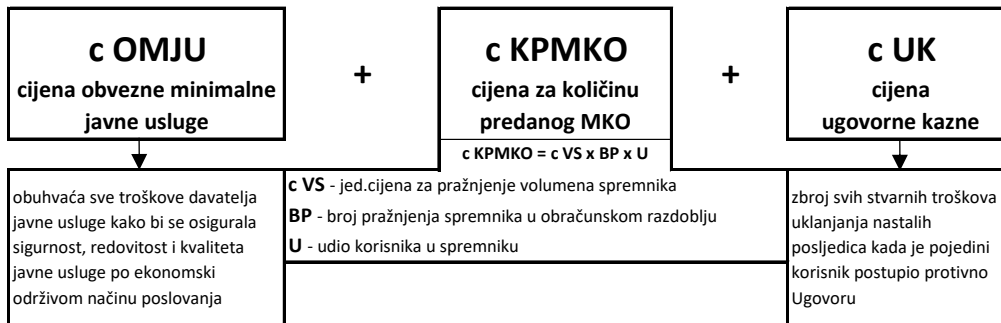 c OMJU
cijena obvezne minimalne
javne usluge
+
c KPMKO
cijena za količinu
predanog MKO
c KPMKO = c VS x BP x U
+
c UK
cijena
ugovorne kazne
obuhvaća sve troškove davatelja
javne usluge kako bi se osigurala
sigurnost, redovitost i kvaliteta
javne usluge po ekonomski
održivom načinu poslovanja
c VS - jed.cijena za pražnjenje volumena spremnika
BP - broj pražnjenja spremnika u obračunskom razdoblju
U - udio korisnika u spremniku
zbroj svih stvarnih troškova
uklanjanja nastalih
posljedica kada je pojedini
korisnik postupio protivno
Ugovoru